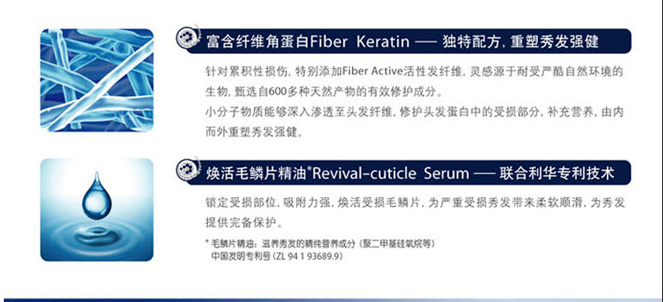 富含纤维角蛋白Fiber Keratin — 独特配方, 重塑秀发强健
针对累积性损伤, 特别添加Fiber Active活性发纤维, 灵感源于耐受严酷自然环境的
生物, 甄选自600多种天然产物的有效修护成分。
小分子物质能够深入渗透至头发纤维, 修护头发蛋白中的受损部分, 补充营养, 由内
而外重塑秀发强健。
焕活毛鳞片精油*Revival-cuticle Serum — 联合利华专利技术
锁定受损部位, 吸附力强, 焕活受损毛鳞片, 为严重受损秀发带来柔软顺滑, 为秀发
提供完备保护。
* 毛鳞片精油：滋养秀发的精纯营养成分（聚二甲基硅氧烷等）
中国发明专利号 (ZL 94 1 93689.9)